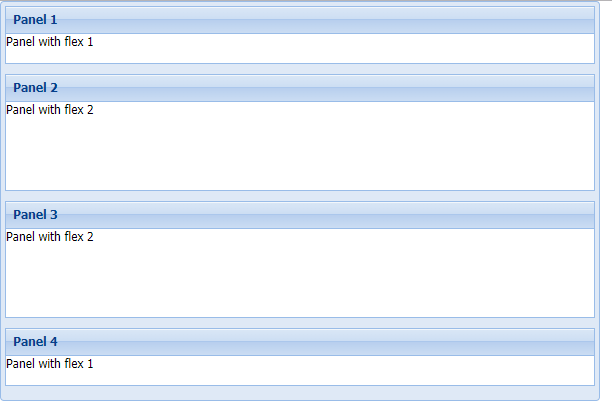 Panel 1
Panel with flex 1
Panel 2
Panel with flex 2
Panel 3
Panel with flex 2
Panel 4
Panel with flex 1